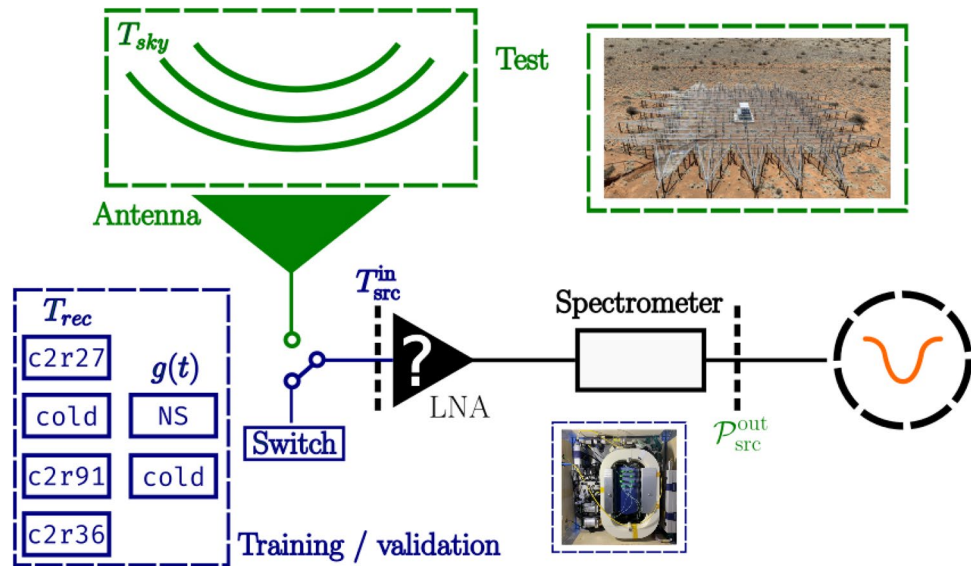 T_sky
Test
Antenna
T_rec
c2r27
cold
c2r91
c2r36
g(t)
NS
cold
Switch
T_src^in
?
LNA
Spectrometer
P_src^out
Training / validation